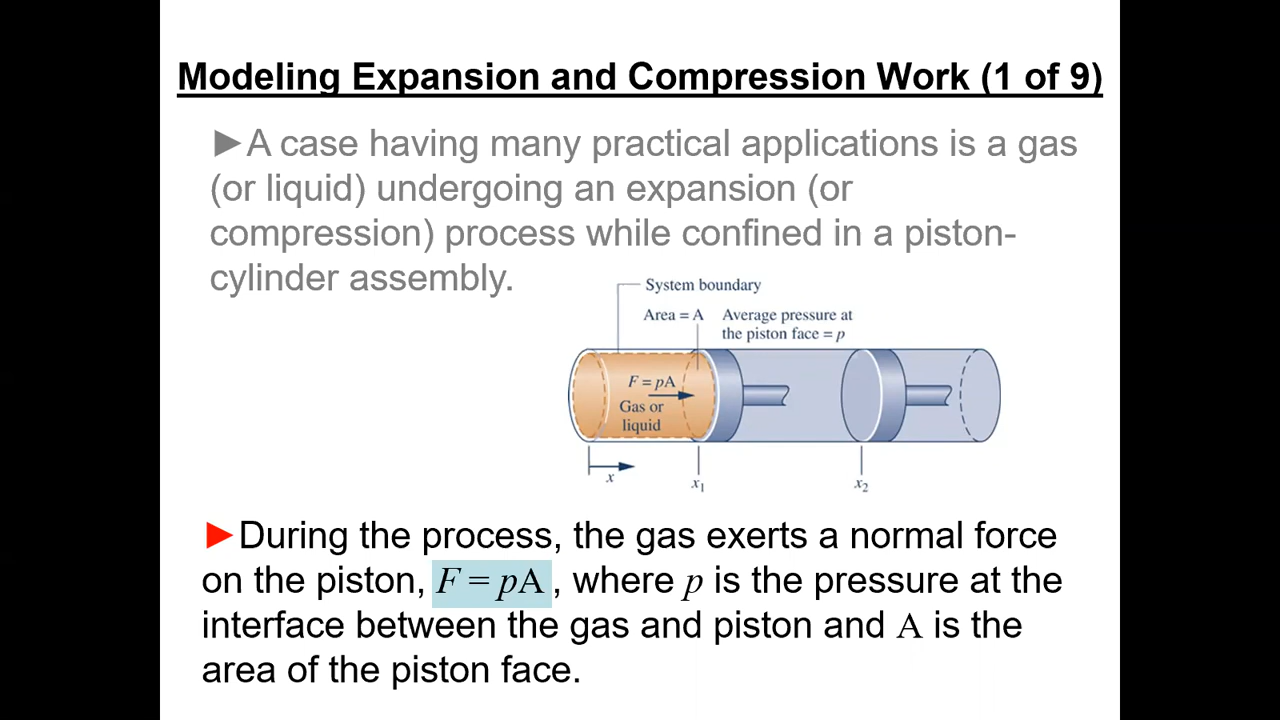 Modeling Expansion and Compression Work (1 of 9)
►A case having many practical applications is a gas
(or liquid) undergoing an expansion (or
compression) process while confined in a piston-
cylinder assembly.
System boundary
Area = A
Average pressure at
the piston face = p
F = pA
Gas or
liquid
x
x₁
x₂
►During the process, the gas exerts a normal force
on the piston, F = pA , where p is the pressure at the
interface between the gas and piston and A is the
area of the piston face.